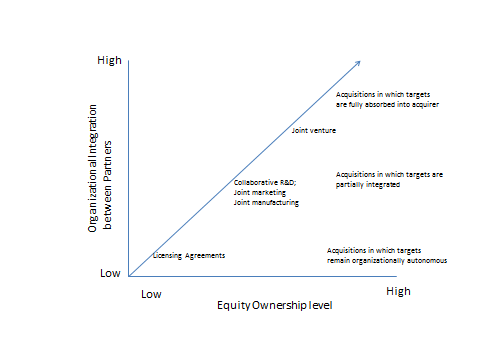 High
Acquisitions in which targets
are fully absorbed into acquirer
Joint venture
Organizational Integration
between Partners
Acquisitions in which targets are
partially integrated
Collaborative R&D;
Joint marketing
Joint manufacturing
Acquisitions in which targets
remain organizationally autonomous
Licensing Agreements
Low
Low
High
Equity Ownership level